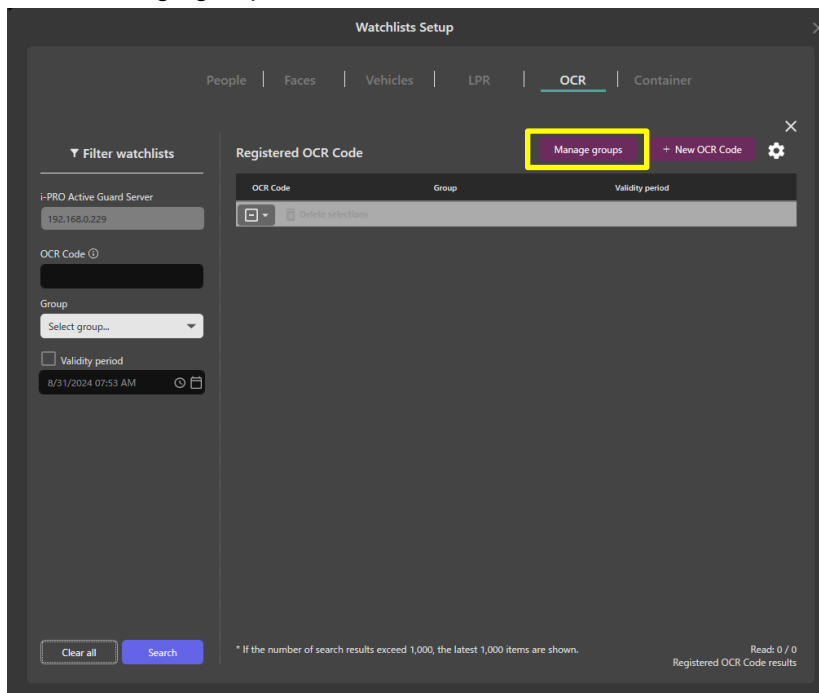 Watchlists Setup
People
Faces
Vehicles
LPR
OCR
Container
Filter watchlists
i-PRO Active Guard Server
192.168.0.229
OCR Code
Group
Select group...
Validity period
8/31/2024 07:53 AM
Clear all
Search
Registered OCR Code
Manage groups
+ New OCR Code
OCR Code Group Validity period
Delete selections
* If the number of search results exceed 1,000, the latest 1,000 items are shown.
Read: 0 / 0
Registered OCR Code results